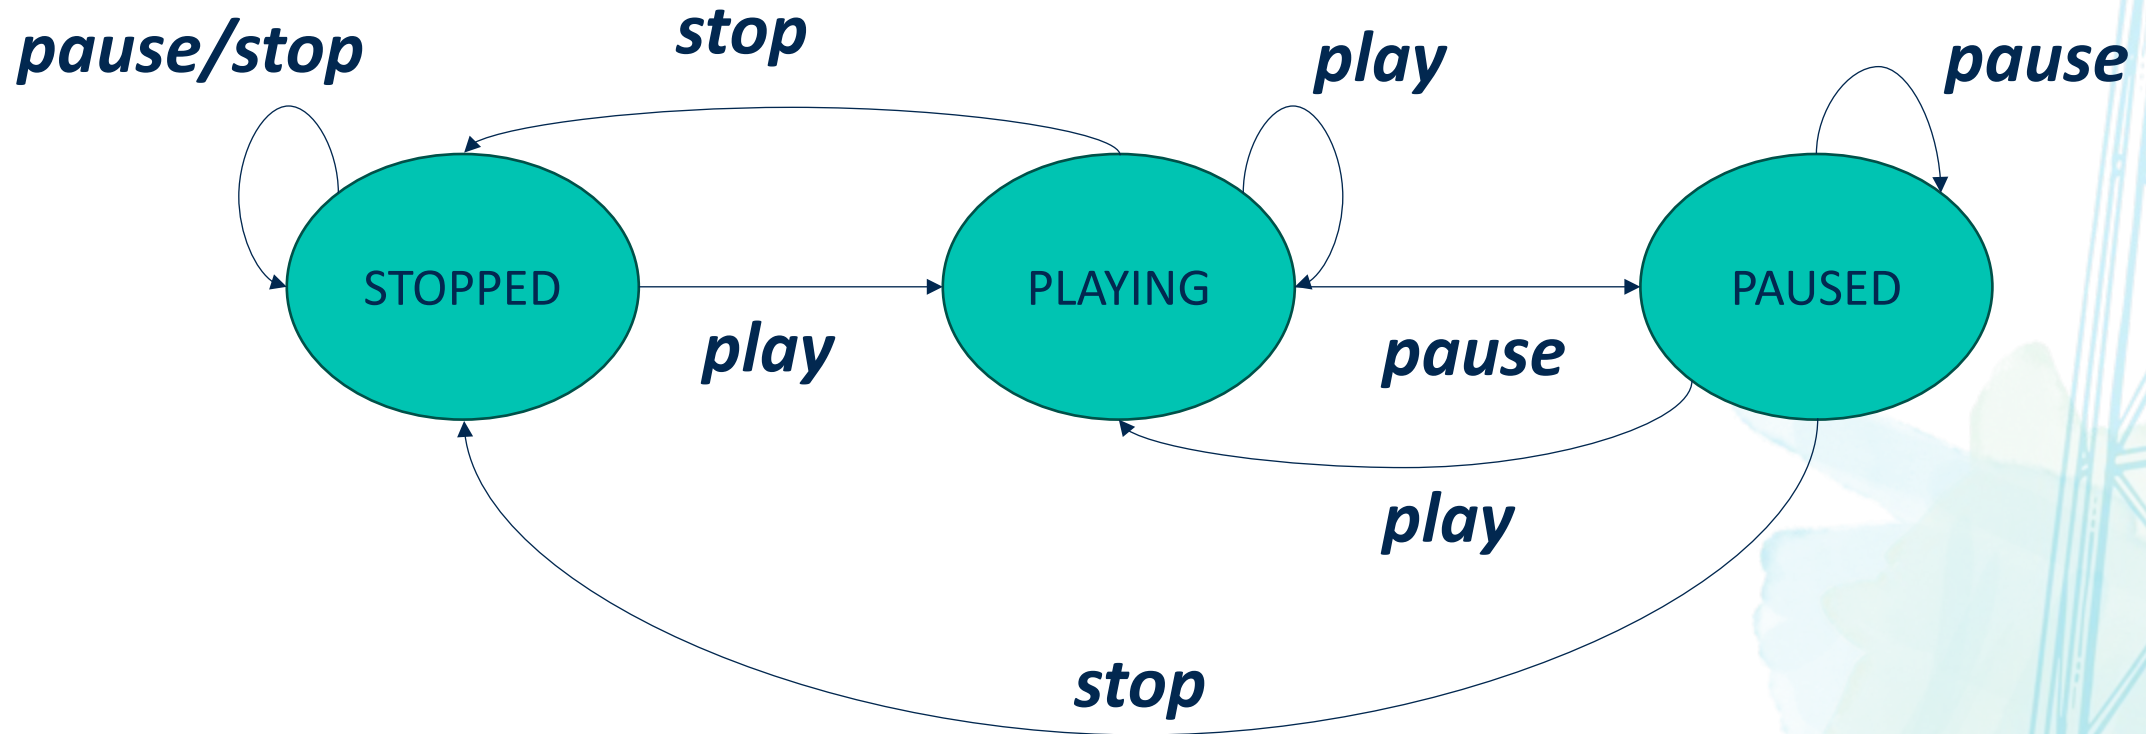 pause/stop
stop
play
pause
STOPPED
PLAYING
PAUSED
play
pause
play
stop